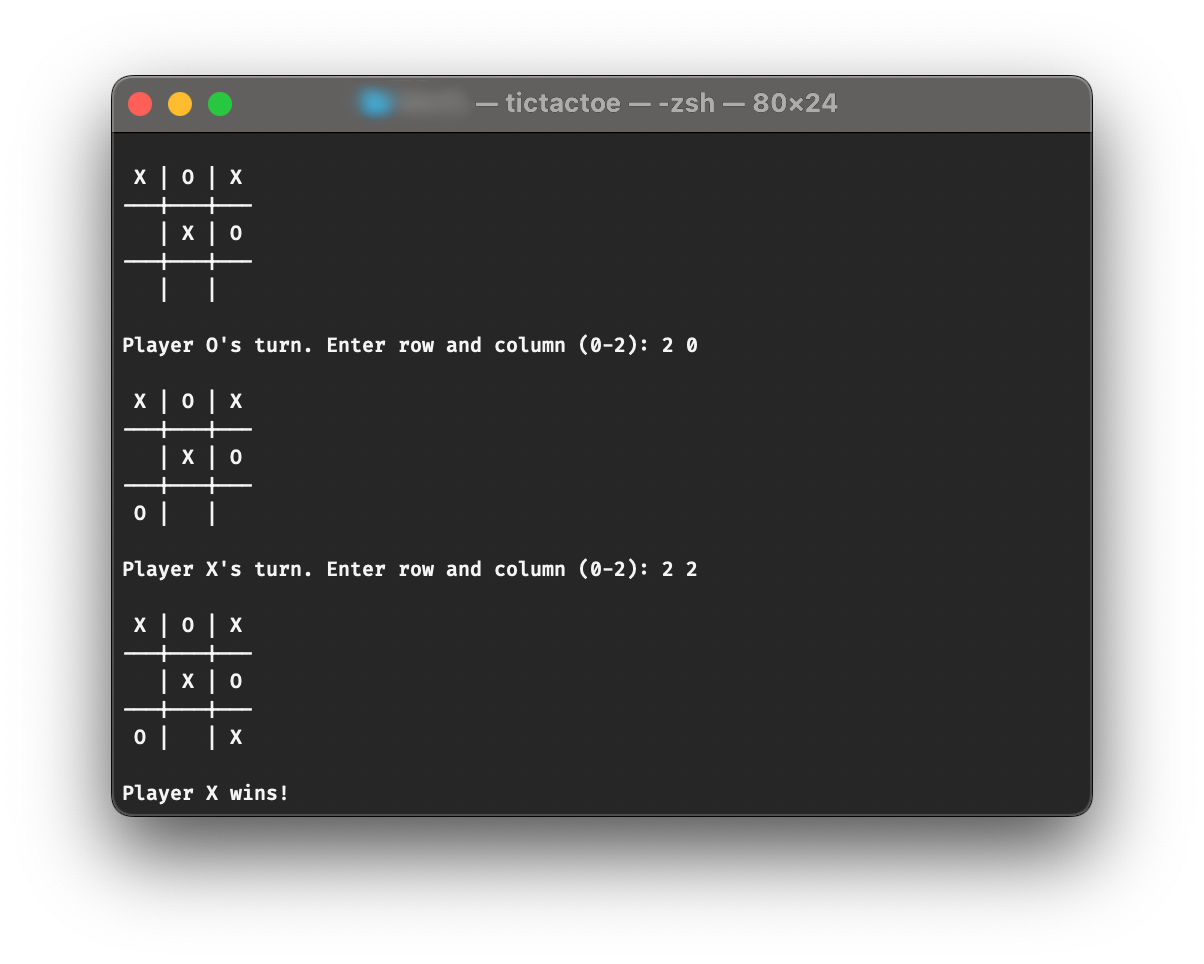 — tictactoe — -zsh — 80×24
X | O | X
───┼───┼───
  | X | O
───┼───┼───
  |   |
Player O's turn. Enter row and column (0-2): 2 0
X | O | X
───┼───┼───
  | X | O
───┼───┼───
O |   |
Player X's turn. Enter row and column (0-2): 2 2
X | O | X
───┼───┼───
  | X | O
───┼───┼───
O |   | X
Player X wins!